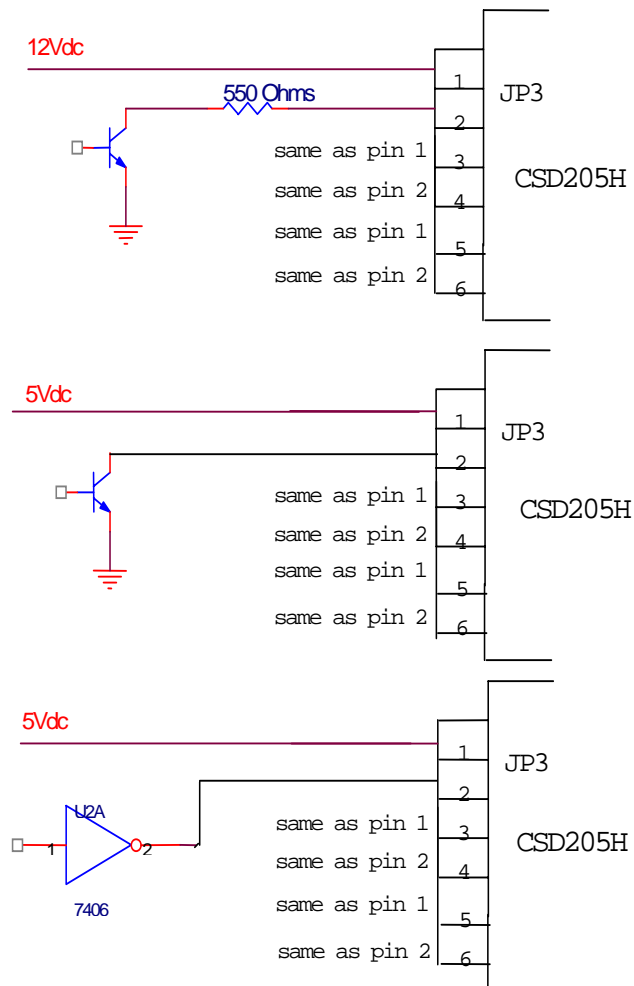 12Vdc
550 Ohms
1
JP3
2
same as pin 1
3
CSD205H
same as pin 2
4
same as pin 1
5
same as pin 2
6
5Vdc
1
JP3
2
same as pin 1
3
CSD205H
same as pin 2
4
same as pin 1
5
same as pin 2
6
5Vdc
1
JP3
2
U2A
same as pin 1
3
1
2
CSD205H
same as pin 2
4
7406
same as pin 1
5
same as pin 2
6